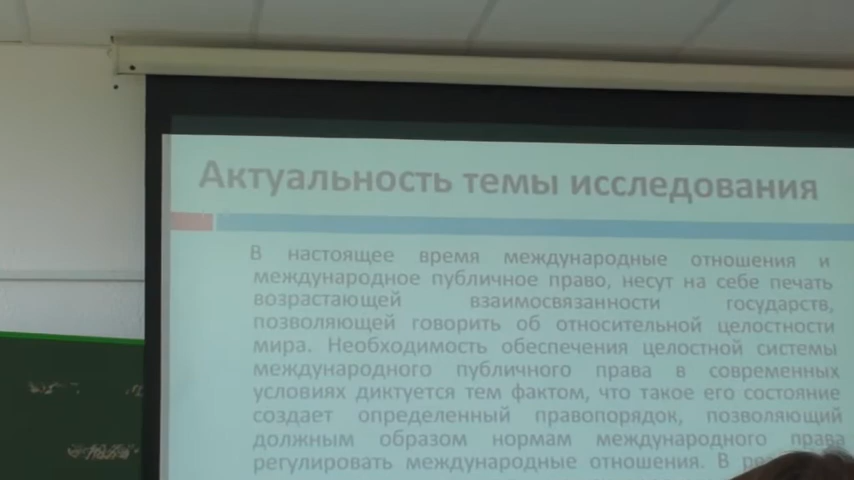 Актуальность темы исследования
В настоящее время международные отношения и
международное публичное право, несут на себе печать
возрастающей взаимосвязанности государств,
позволяющей говорить об относительной целостности
мира. Необходимость обеспечения целостной системы
международного публичного права в современных
условиях диктуется тем фактом, что такое его состояние
создает определенный правопорядок, позволяющий
должным образом нормам международного права
регулировать международные отношения. В